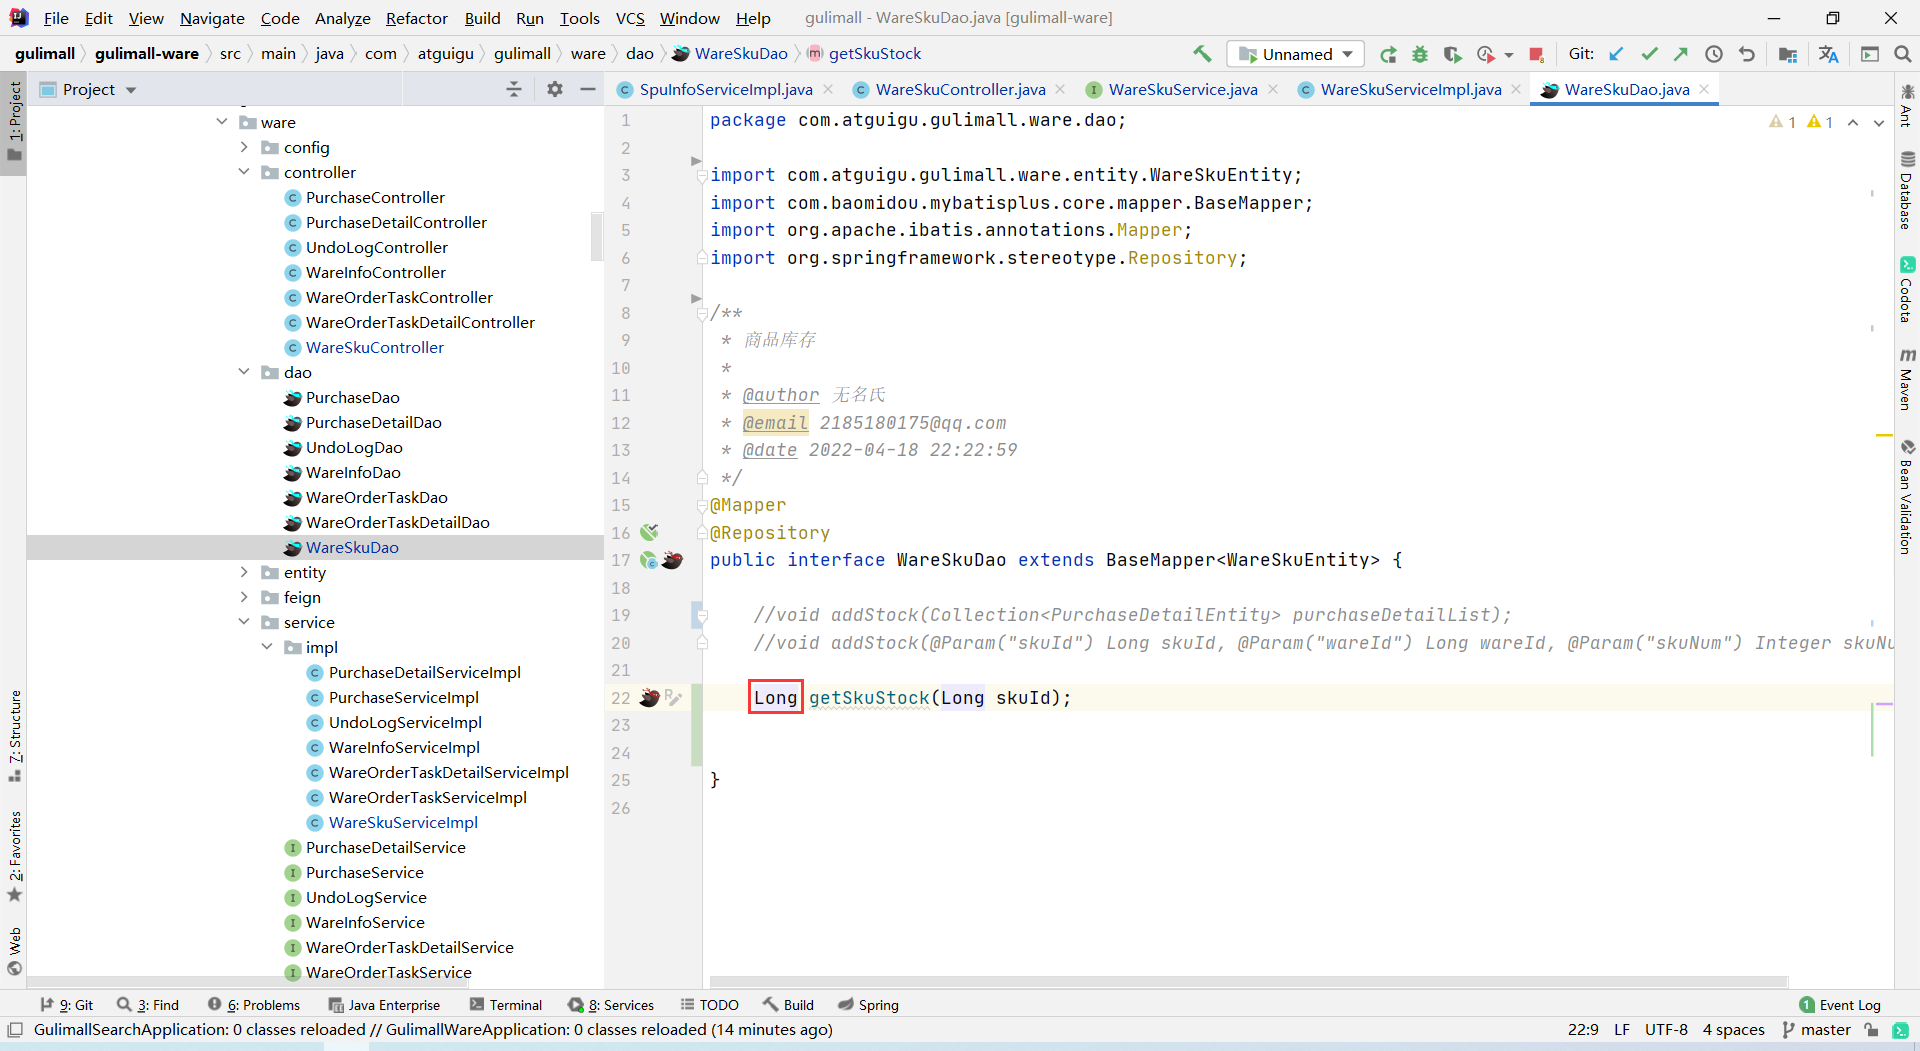 File Edit View Navigate Code Analyze Refactor Build Run Tools VCS Window Help gulimall - WareSkuDao.java [gulimall-ware]
gulimall gulimall-ware src main java com atguigu gulimall ware dao WareSkuDao getSkuStock Unnamed Git:
Project
SpuInfoServiceImpl.java WareSkuController.java WareSkuService.java WareSkuServiceImpl.java WareSkuDao.java
1: Project
7: Structure
2: Favorites
Web
ware
config
controller
PurchaseController
PurchaseDetailController
UndoLogController
WareInfoController
WareOrderTaskController
WareOrderTaskDetailController
WareSkuController
dao
PurchaseDao
PurchaseDetailDao
UndoLogDao
WareInfoDao
WareOrderTaskDao
WareOrderTaskDetailDao
WareSkuDao
entity
feign
service
impl
PurchaseDetailServiceImpl
PurchaseServiceImpl
UndoLogServiceImpl
WareInfoServiceImpl
WareOrderTaskDetailServiceImpl
WareOrderTaskServiceImpl
WareSkuServiceImpl
PurchaseDetailService
PurchaseService
UndoLogService
WareInfoService
WareOrderTaskDetailService
WareOrderTaskService
1 package com.atguigu.gulimall.ware.dao;
2
3 import com.atguigu.gulimall.ware.entity.WareSkuEntity;
4 import com.baomidou.mybatisplus.core.mapper.BaseMapper;
5 import org.apache.ibatis.annotations.Mapper;
6 import org.springframework.stereotype.Repository;
7
8 /**
9 * 商品库存
10 *
11 * @author 无名氏
12 * @email 2185180175@qq.com
13 * @date 2022-04-18 22:22:59
14 */
15 @Mapper
16 @Repository
17 public interface WareSkuDao extends BaseMapper<WareSkuEntity> {
18
19 //void addStock(Collection<PurchaseDetailEntity> purchaseDetailList);
20 //void addStock(@Param("skuId") Long skuId, @Param("wareId") Long wareId, @Param("skuNum") Integer skuNu
21
22 Long getSkuStock(Long skuId);
23
24
25 }
26
1 1
Ant
Database
Codota
Maven
Bean Validation
9: Git 3: Find 6: Problems Java Enterprise Terminal 8: Services TODO Build Spring 1 Event Log
GulimallSearchApplication: 0 classes reloaded // GulimallWareApplication: 0 classes reloaded (14 minutes ago) 22:9 LF UTF-8 4 spaces master